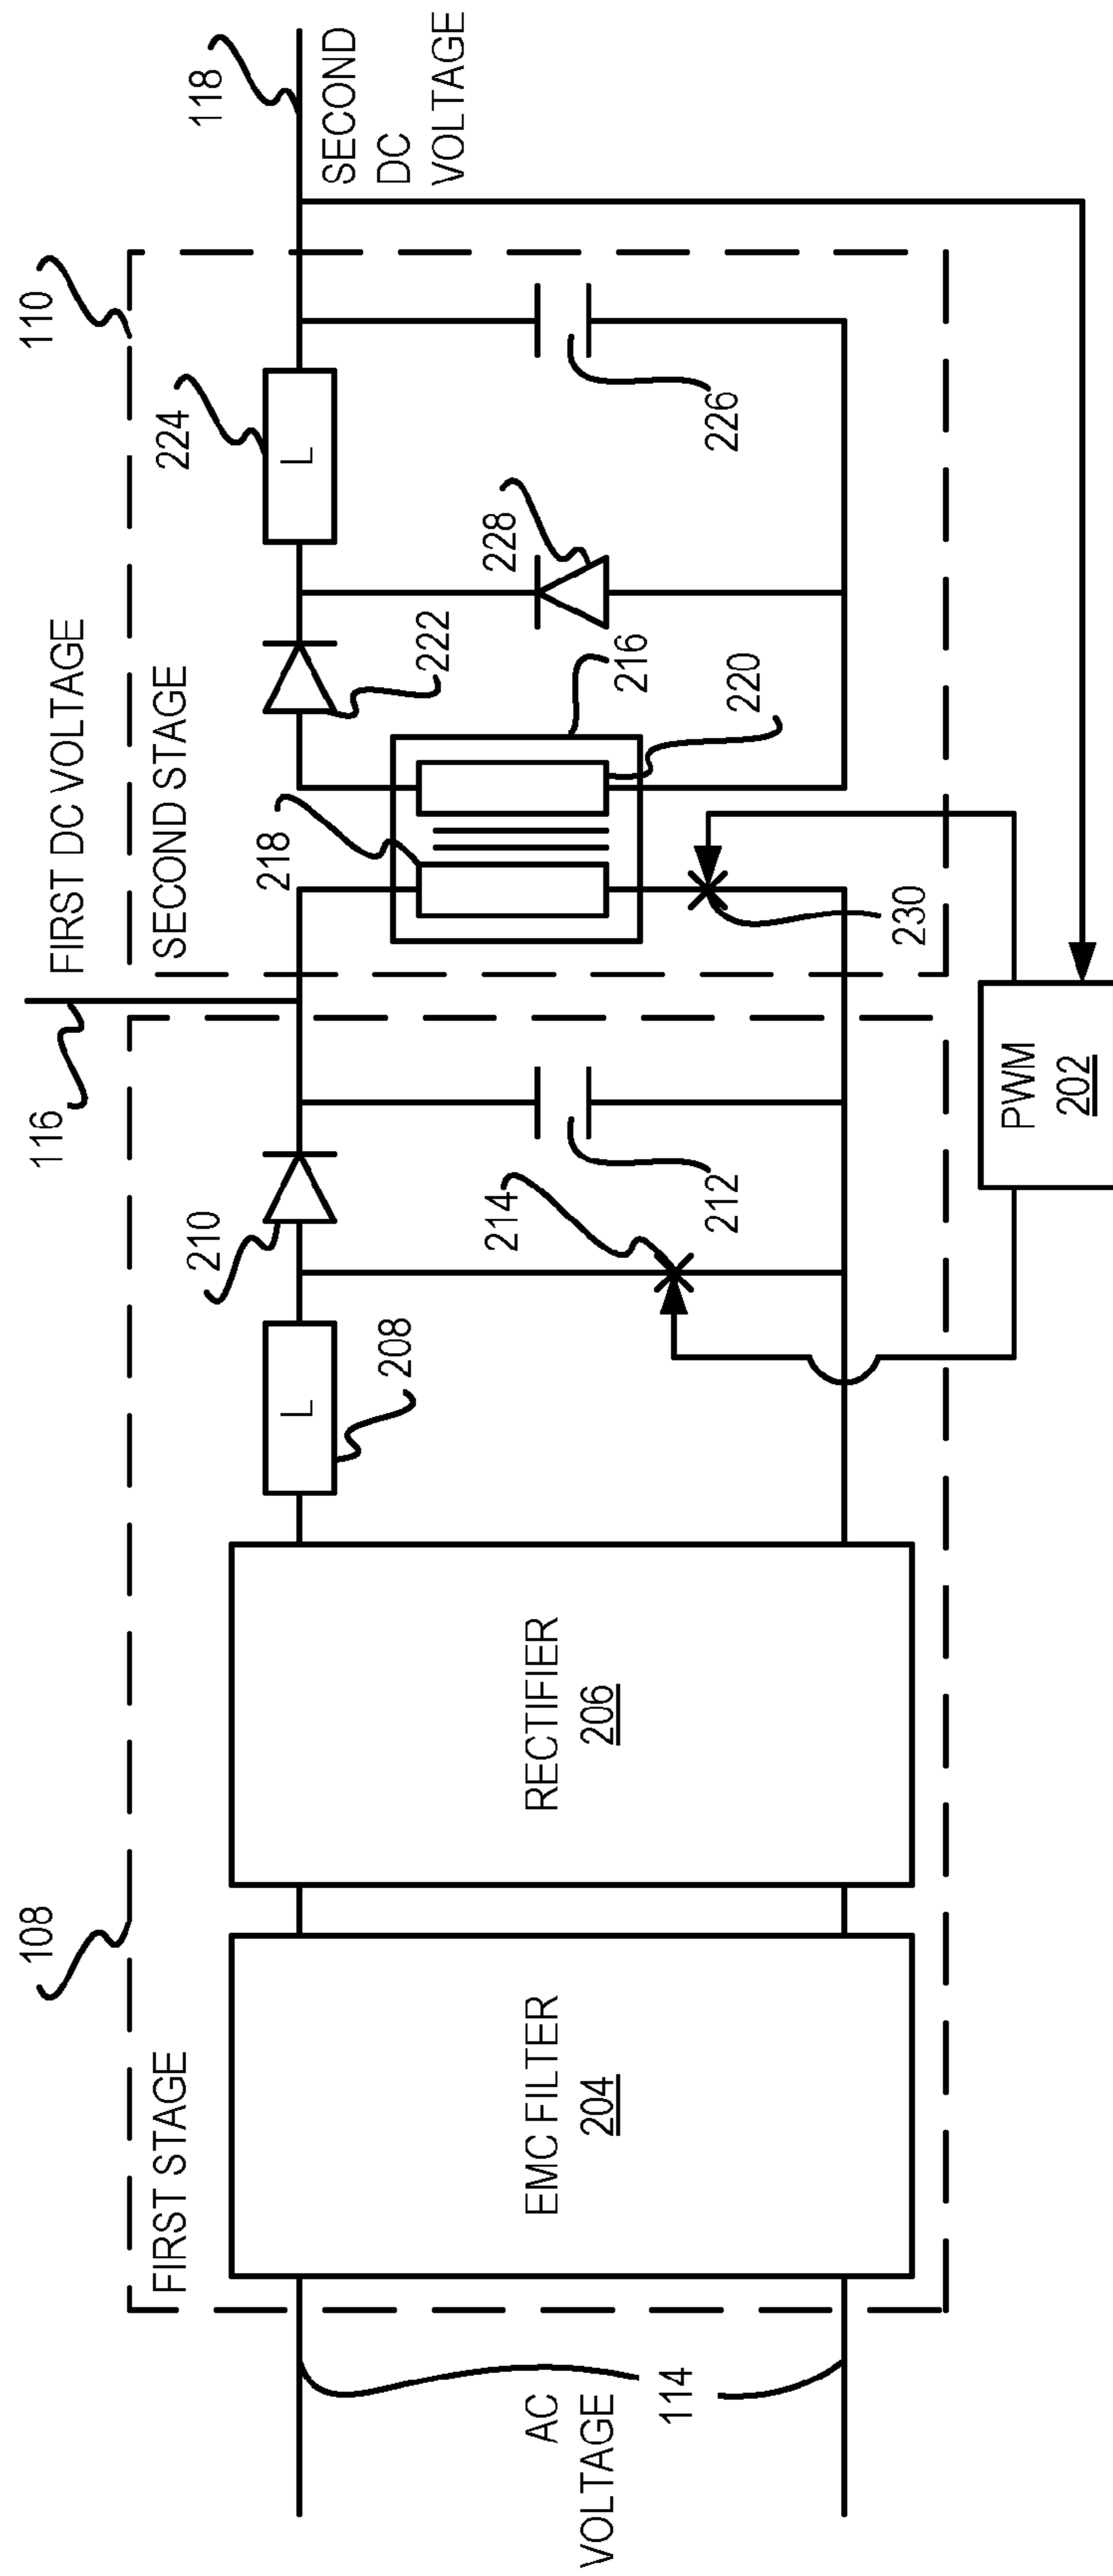 FIRST STAGE
108
AC
VOLTAGE
114
EMC FILTER
204
RECTIFIER
206
L
208
210
212
214
116
FIRST DC VOLTAGE
SECOND STAGE
110
218
216
220
222
228
L
224
226
230
118
SECOND
DC
VOLTAGE
PWM
202